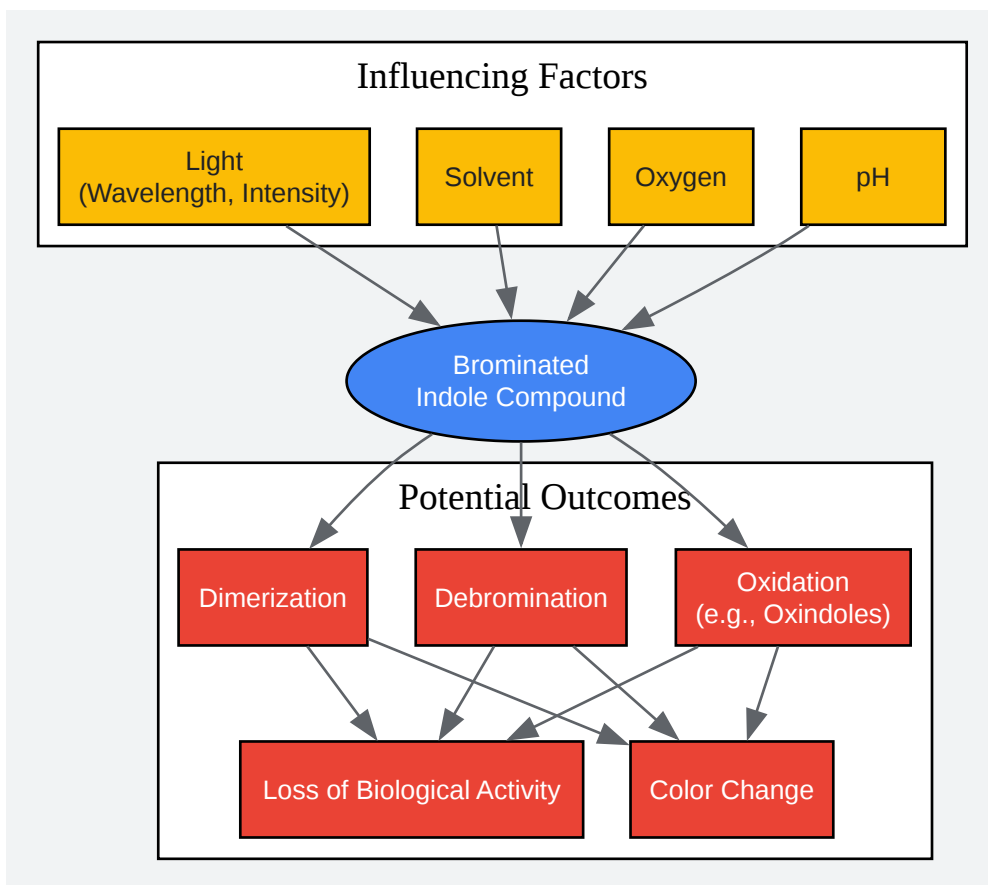 Influencing Factors
Light
(Wavelength, Intensity)
Solvent
Oxygen
pH
Brominated
Indole Compound
Potential Outcomes
Dimerization
Debromination
Oxidation
(e.g., Oxindoles)
Loss of Biological Activity
Color Change